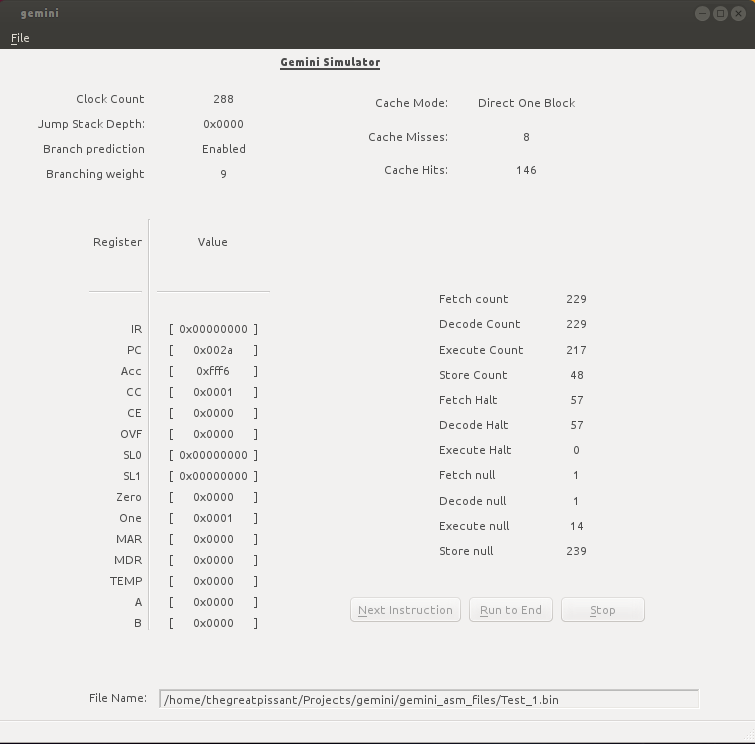 gemini
File
Gemini Simulator
Clock Count 288
Jump Stack Depth: 0x0000
Branch prediction Enabled
Branching weight 9
Cache Mode: Direct One Block
Cache Misses: 8
Cache Hits: 146
Register Value
IR [ 0x00000000 ]
PC [ 0x002a ]
Acc [ 0xfff6 ]
CC [ 0x0001 ]
CE [ 0x0000 ]
OVF [ 0x0000 ]
SL0 [ 0x00000000 ]
SL1 [ 0x00000000 ]
Zero [ 0x0000 ]
One [ 0x0001 ]
MAR [ 0x0000 ]
MDR [ 0x0000 ]
TEMP [ 0x0000 ]
A [ 0x0000 ]
B [ 0x0000 ]
Fetch count 229
Decode Count 229
Execute Count 217
Store Count 48
Fetch Halt 57
Decode Halt 57
Execute Halt 0
Fetch null 1
Decode null 1
Execute null 14
Store null 239
Next Instruction Run to End Stop
File Name: /home/thegreatpissant/Projects/gemini/gemini_asm_files/Test_1.bin